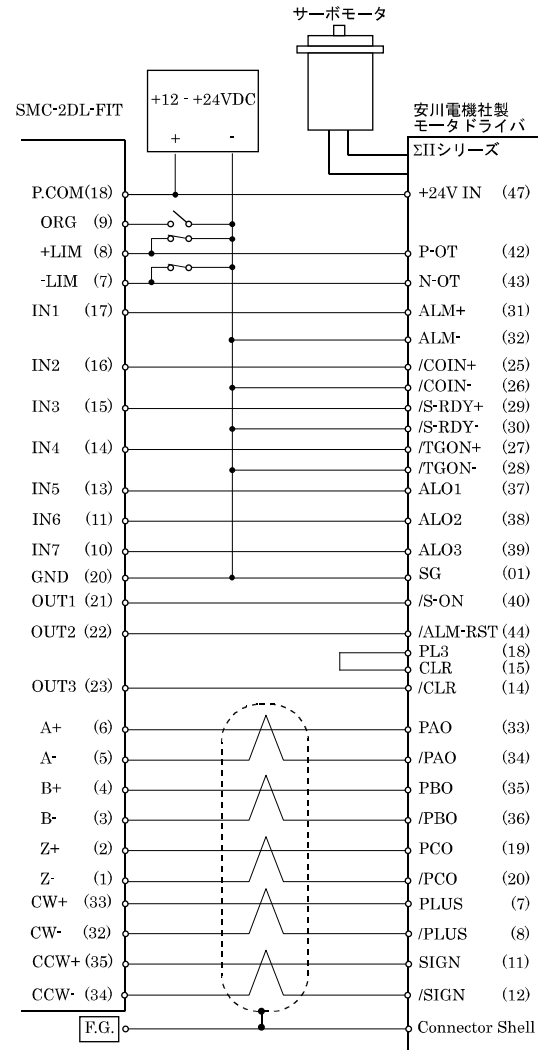 サーボモータ
+12 - +24VDC
+ -
SMC-2DL-FIT
安川電機社製
モータドライバ
ΣIIシリーズ
P.COM(18) +24V IN (47)
ORG (9)
+LIM (8) P-OT (42)
-LIM (7) N-OT (43)
IN1 (17) ALM+ (31)
ALM- (32)
IN2 (16) /COIN+ (25)
/COIN- (26)
IN3 (15) /S-RDY+ (29)
/S-RDY- (30)
IN4 (14) /TGON+ (27)
/TGON- (28)
IN5 (13) ALO1 (37)
IN6 (11) ALO2 (38)
IN7 (10) ALO3 (39)
GND (20) SG (01)
OUT1 (21) /S-ON (40)
OUT2 (22) /ALM-RST (44)
PL3 (18)
CLR (15)
OUT3 (23) /CLR (14)
A+ (6) PAO (33)
A- (5) /PAO (34)
B+ (4) PBO (35)
B- (3) /PBO (36)
Z+ (2) PCO (19)
Z- (1) /PCO (20)
CW+ (33) PLUS (7)
CW- (32) /PLUS (8)
CCW+ (35) SIGN (11)
CCW- (34) /SIGN (12)
F.G. Connector Shell